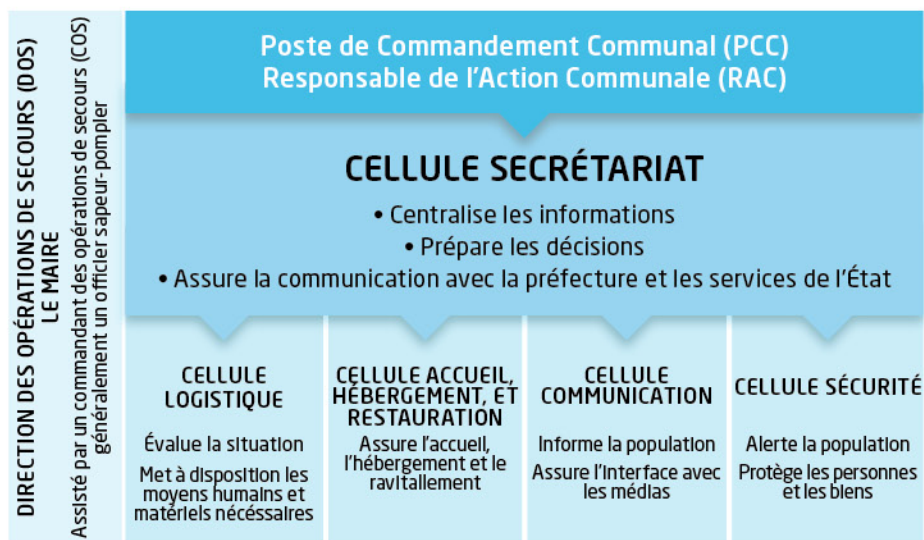 DIRECTION DES OPÉRATIONS DE SECOURS (DOS)
LE MAIRE
Assisté par un commandant des opérations de secours (COS)
généralement un officier sapeur-pompler
Poste de Commandement Communal (PCC)
Responsable de l'Action Communale (RAC)
CELLULE SECRÉTARIAT
• Centralise les informations
• Prépare les décisions
• Assure la communication avec la préfecture et les services de l'État
CELLULE
LOGISTIQUE
Évalue la situation
Met à disposition les
moyens humains et
matériels nécéssaires
CELLULE ACCUEIL,
HÉBERGEMENT, ET
RESTAURATION
Assure l'accueil,
l'hébergement et le
ravitallement
CELLULE
COMMUNICATION
Informe la population
Assure l'interface avec
les médias
CELLULE SÉCURITÉ
Alerte la population
Protège les personnes
et les biens